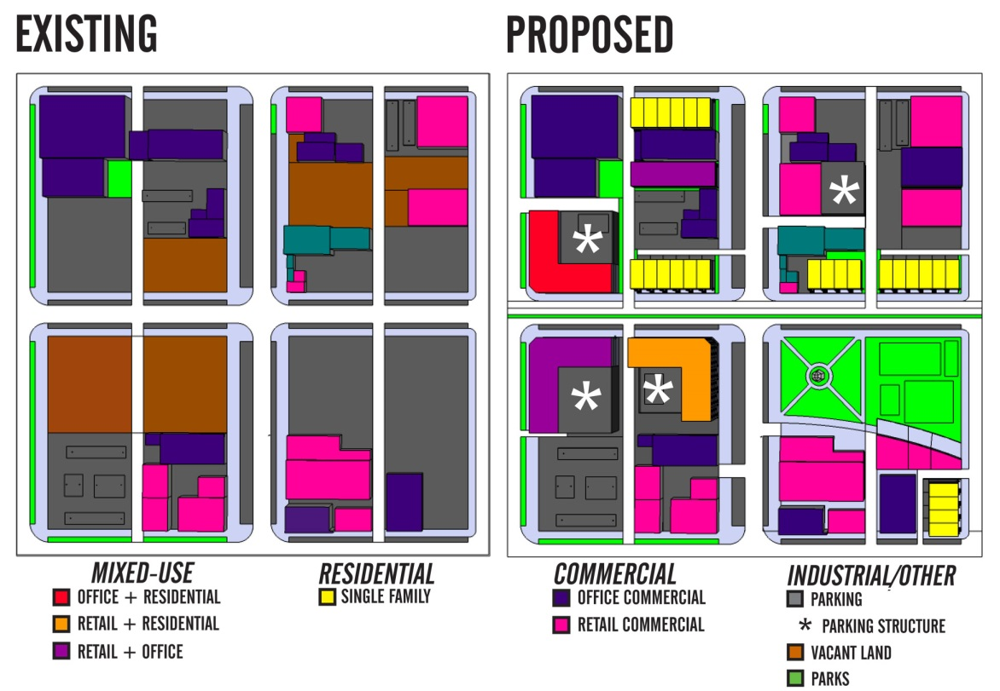 EXISTING
PROPOSED
*
*
*
*
MIXED-USE
OFFICE + RESIDENTIAL
RETAIL + RESIDENTIAL
RETAIL + OFFICE
RESIDENTIAL
SINGLE FAMILY
COMMERCIAL
OFFICE COMMERCIAL
RETAIL COMMERCIAL
INDUSTRIAL/OTHER
PARKING
* PARKING STRUCTURE
VACANT LAND
PARKS